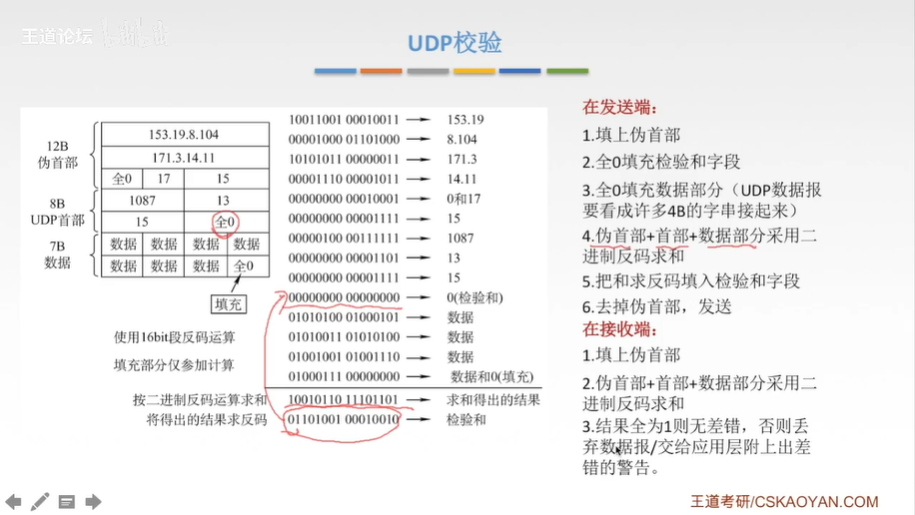 王道论坛
UDP校验
12B
伪首部
8B
UDP首部
7B
数据
153.19.8.104
171.3.14.11
全0 17 15
1087 13
15 全0
数据 数据 数据 数据
数据 数据 数据 全0
填充
使用16bit段反码运算
填充部分仅参加计算
10011001 00010011 → 153.19
00001000 01101000 → 8.104
10101011 00000011 → 171.3
00001110 00001011 → 14.11
00000000 00010001 → 0和17
00000000 00001111 → 15
00000100 00111111 → 1087
00000000 00001101 → 13
00000000 00001111 → 15
00000000 00000000 → 0(检验和)
01010100 01000101 → 数据
01010011 01010100 → 数据
01001001 01001110 → 数据
01000111 00000000 → 数据和0(填充)
按二进制反码运算求和 10010110 11101101 → 求和得出的结果
将得出的结果求反码 01101001 00010010 → 检验和
在发送端：
1.填上伪首部
2.全0填充检验和字段
3.全0填充数据部分（UDP数据报
要看成许多4B的字串接起来）
4.伪首部+首部+数据部分采用二
进制反码求和
5.把和求反码填入检验和字段
6.去掉伪首部，发送
在接收端：
1.填上伪首部
2.伪首部+首部+数据部分采用二
进制反码求和
3.结果全为1则无差错，否则丢
弃数据报/交给应用层附上出差
错的警告。
王道考研/CSKAOYAN.COM